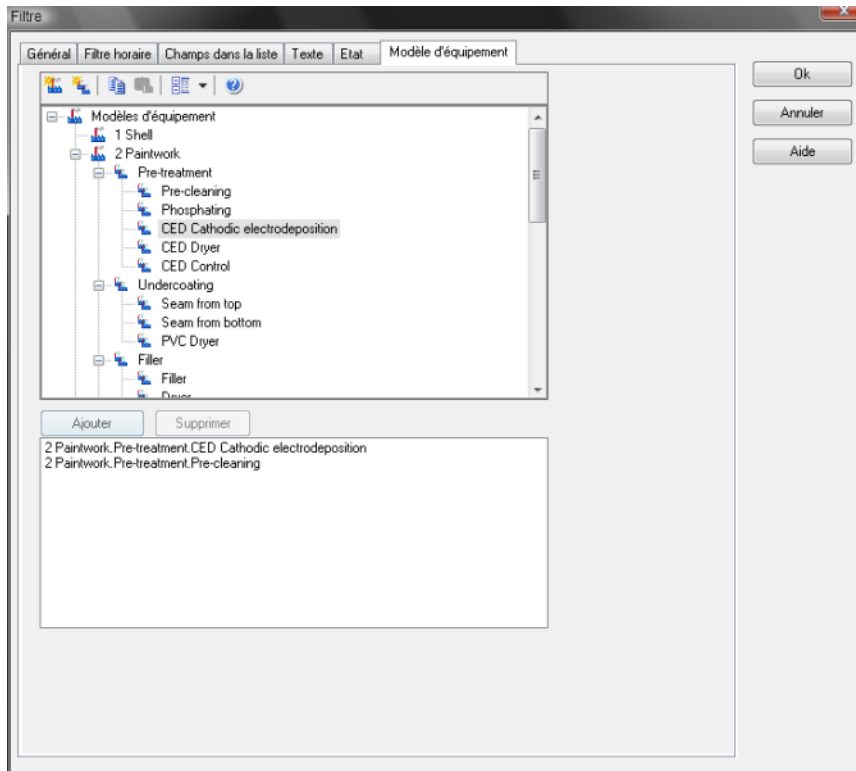 Filtre
Général Filtre horaire Champs dans la liste Texte Etat Modèle d'équipement
Ok
Annuler
Aide
Modèles d'équipement
1 Shell
2 Paintwork
Pre-treatment
Pre-cleaning
Phosphating
CED Cathodic electrodeposition
CED Dryer
CED Control
Undercoating
Seam from top
Seam from bottom
PVC Dryer
Filler
Filler
Dryer
Ajouter Supprimer
2 Paintwork.Pre-treatment.CED Cathodic electrodeposition
2 Paintwork.Pre-treatment.Pre-cleaning